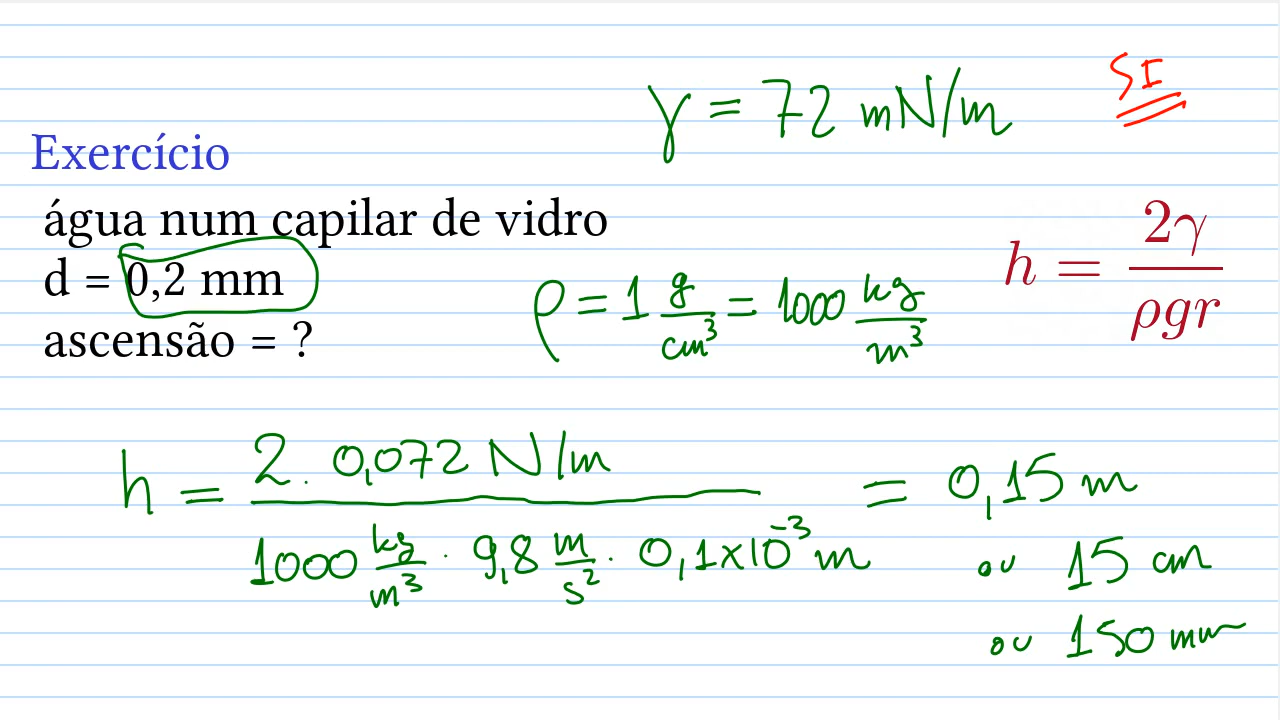 γ = 72 mN/m
SI
Exercício
água num capilar de vidro
d = 0,2 mm
ascensão = ?
ρ = 1 g/cm³ = 1000 kg/m³
h = 2γ/ρgr
h = 2 . 0,072 N/m / 1000 kg/m³ · 9,8 m/s² · 0,1x10⁻³ m = 0,15 m
ou 15 cm
ou 150 mm